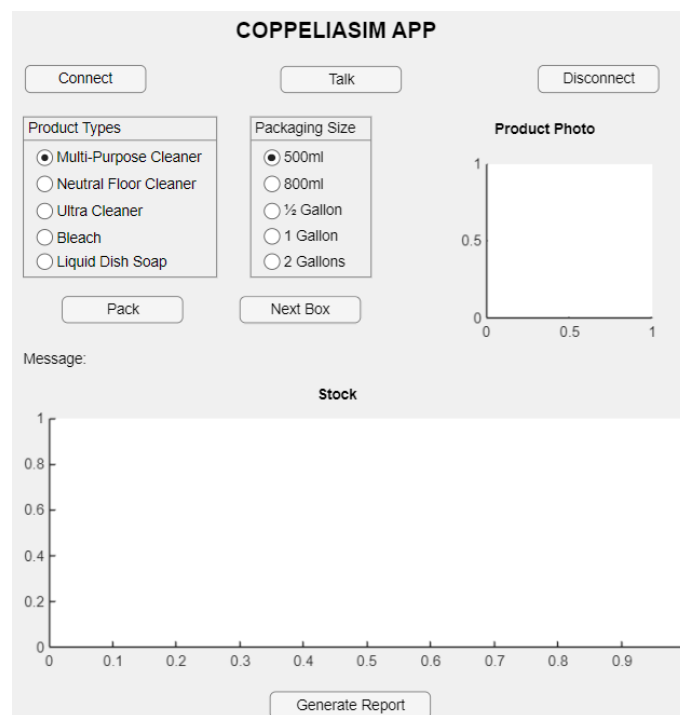 COPPELIASIM APP
Connect
Talk
Disconnect
Product Types
Multi-Purpose Cleaner
Neutral Floor Cleaner
Ultra Cleaner
Bleach
Liquid Dish Soap
Packaging Size
500ml
800ml
½ Gallon
1 Gallon
2 Gallons
Product Photo
1
0.5
0
0 0.5 1
Pack
Next Box
Message:
Stock
1
0.8
0.6
0.4
0.2
0
0 0.1 0.2 0.3 0.4 0.5 0.6 0.7 0.8 0.9
Generate Report